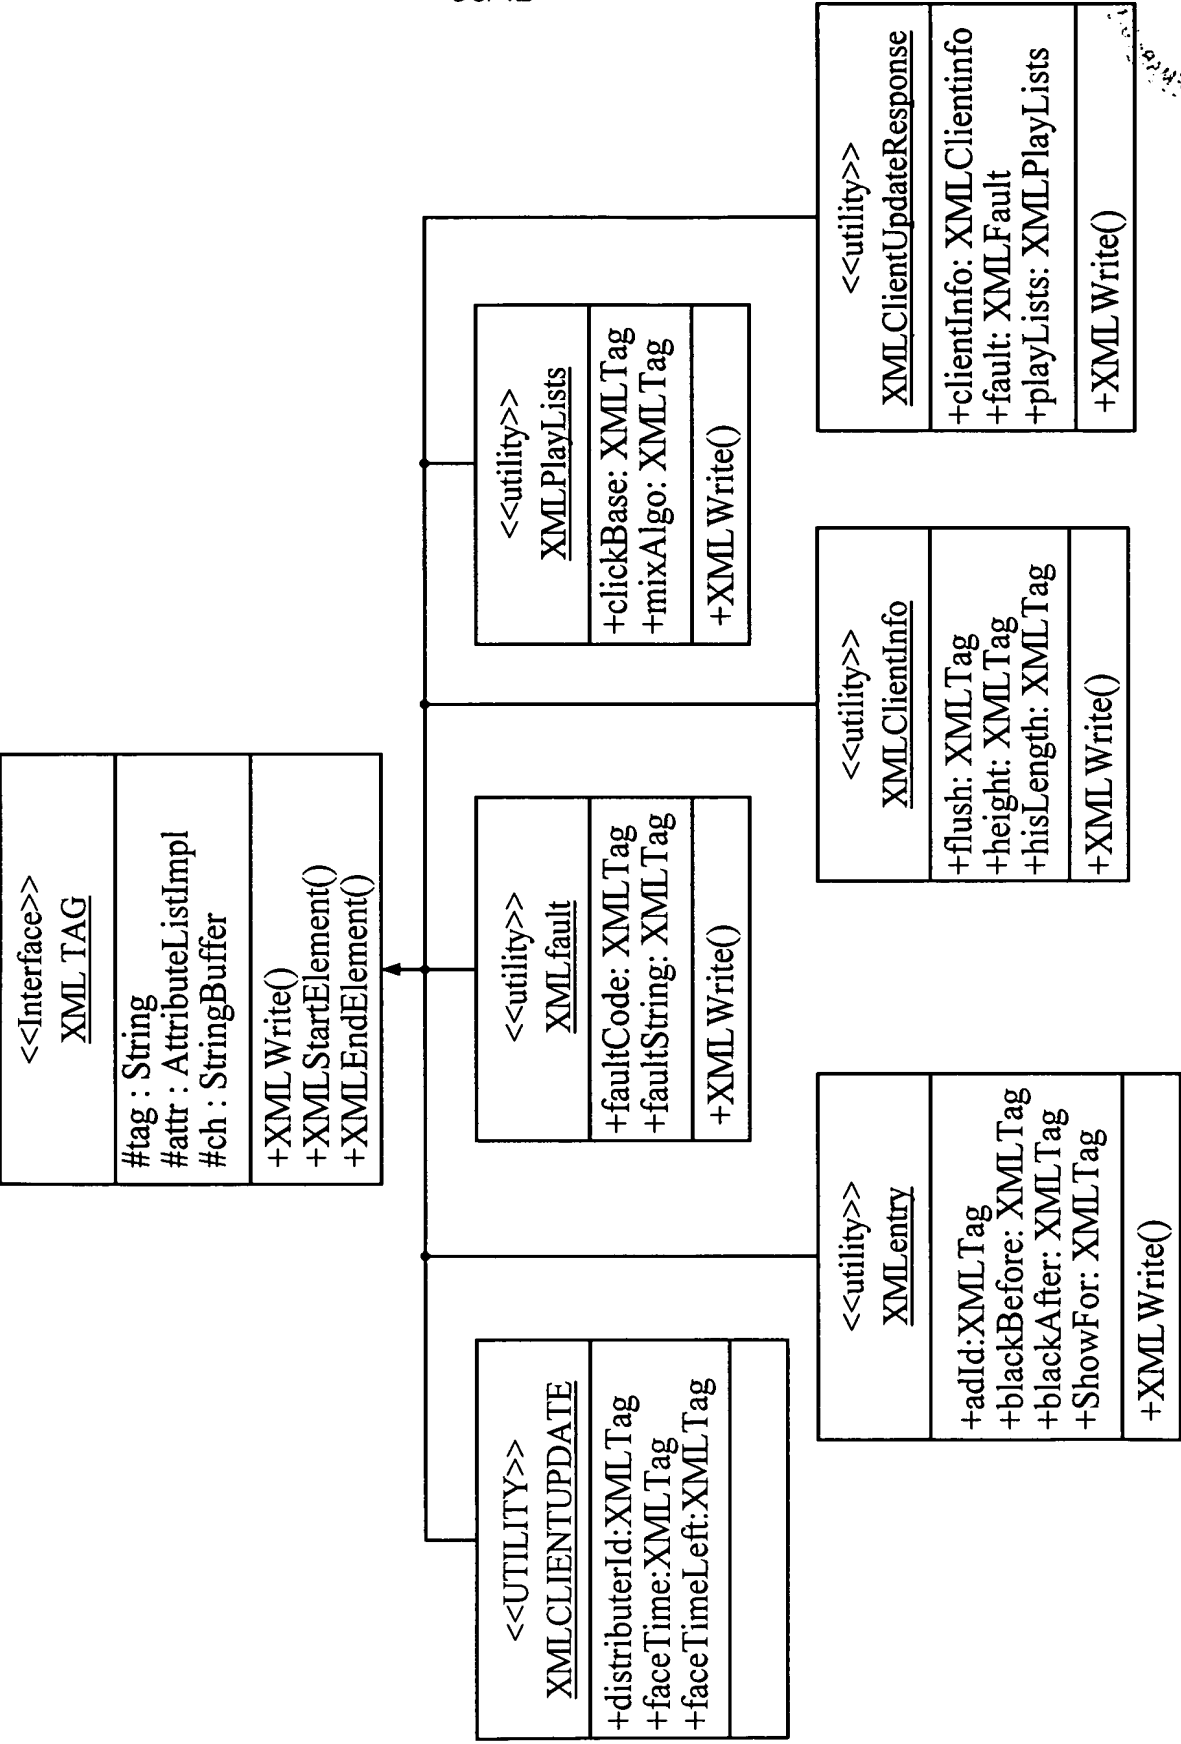 <<Interface>>
XML TAG
#tag : String
#attr : AttributeListImpl
#ch : StringBuffer
+XMLWrite()
+XMLStartElement()
+XMLEndElement()
<<UTILITY>>
XMLCLIENTUPDATE
+distributerId:XMLTag
+faceTime:XMLTag
+faceTimeLeft:XMLTag
<<utility>>
XMLfault
+faultCode: XMLTag
+faultString: XMLTag
+XMLWrite()
<<utility>>
XMLPlayLists
+clickBase: XMLTag
+mixAlgo: XMLTag
+XMLWrite()
<<utility>>
XMLentry
+adId:XMLTag
+blackBefore: XMLTag
+blackAfter: XMLTag
+ShowFor: XMLTag
+XMLWrite()
<<utility>>
XMLClientInfo
+flush: XMLTag
+height: XMLTag
+hisLength: XMLTag
+XMLWrite()
<<utility>>
XMLClientUpdateResponse
+clientInfo: XMLClientinfo
+fault: XMLFault
+playLists: XMLPlayLists
+XMLWrite()